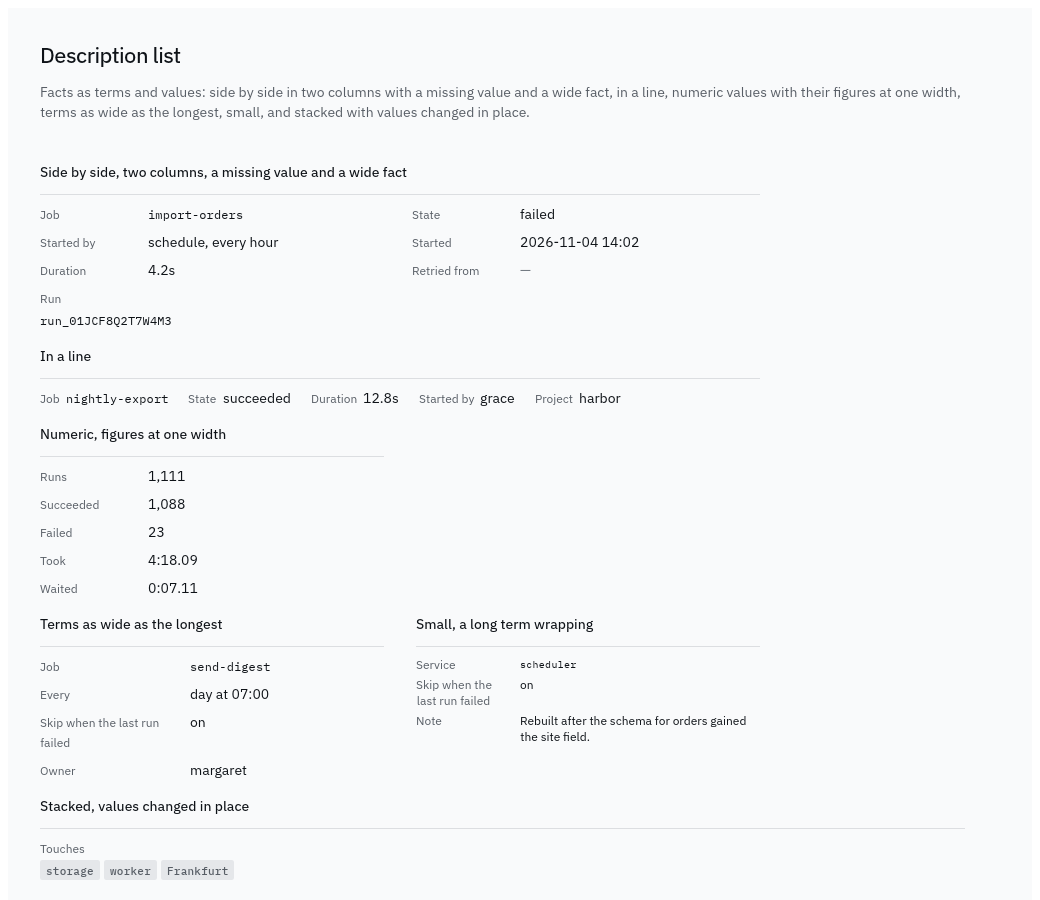 Description list
Facts as terms and values: side by side in two columns with a missing value and a wide fact, in a line, numeric values with their figures at one width,
terms as wide as the longest, small, and stacked with values changed in place.
Side by side, two columns, a missing value and a wide fact
Job import-orders State failed
Started by schedule, every hour Started 2026-11-04 14:02
Duration 4.2s Retried from —
Run
run_01JCF8Q2T7W4M3
In a line
Job nightly-export State succeeded Duration 12.8s Started by grace Project harbor
Numeric, figures at one width
Runs 1,111
Succeeded 1,088
Failed 23
Took 4:18.09
Waited 0:07.11
Terms as wide as the longest
Job send-digest
Every day at 07:00
Skip when the last run on
failed
Owner margaret
Small, a long term wrapping
Service scheduler
Skip when the on
last run failed
Note Rebuilt after the schema for orders gained
the site field.
Stacked, values changed in place
Touches
storage worker Frankfurt